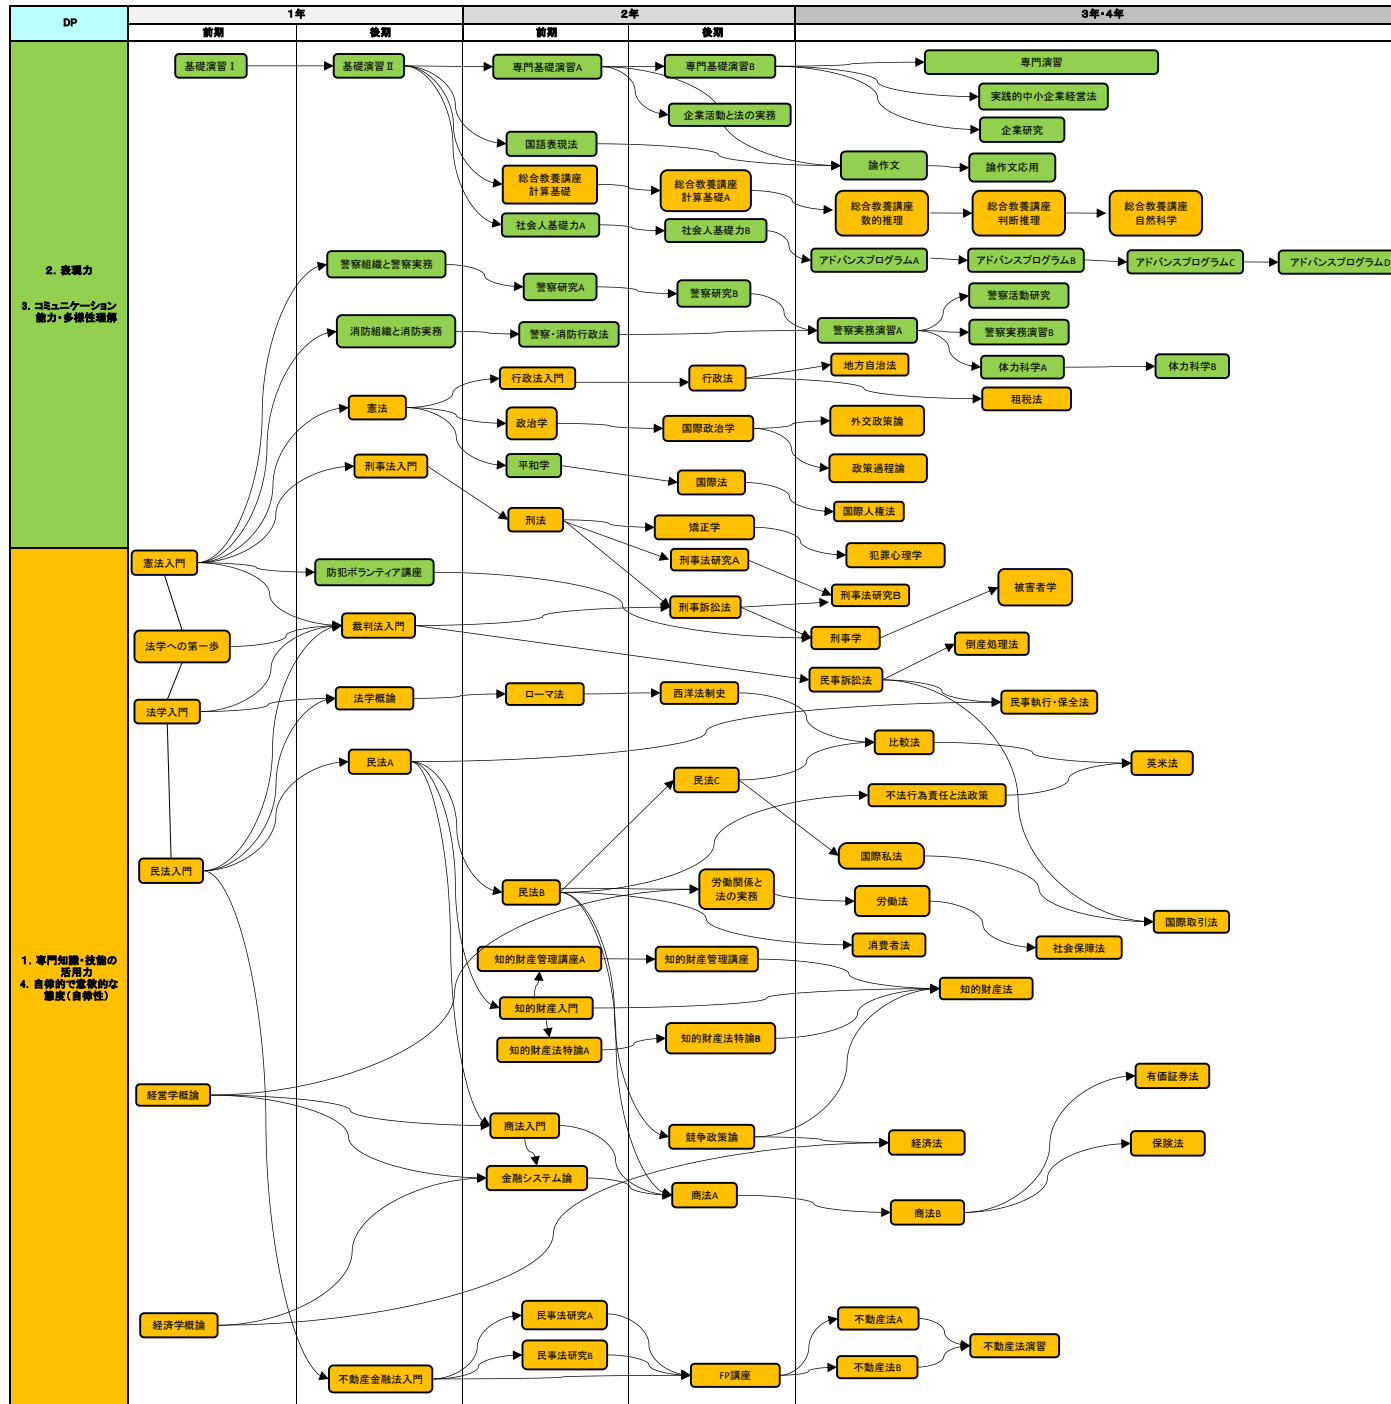 DP
1年
2年
3年・4年
前期
後期
前期
後期
基礎演習Ⅰ
基礎演習Ⅱ
専門基礎演習A
専門基礎演習B
専門演習
実践的中小企業経営法
企業活動と法の実務
企業研究
国語表現法
論作文
論作文応用
総合教養講座
計算基礎
総合教養講座
計算基礎A
総合教養講座
数的推理
総合教養講座
判断推理
総合教養講座
自然科学
社会人基礎力A
社会人基礎力B
アドバンスプログラムA
アドバンスプログラムB
アドバンスプログラムC
アドバンスプログラムD
2. 表現力
3. コミュニケーション
能力・多様性理解
警察組織と警察実務
警察研究A
警察研究B
警察活動研究
消防組織と消防実務
警察・消防行政法
警察実務演習A
警察実務演習B
体力科学A
体力科学B
行政法入門
行政法
地方自治法
租税法
憲法
政治学
国際政治学
外交政策論
刑事法入門
平和学
国際法
政策過程論
国際人権法
刑法
矯正学
犯罪心理学
憲法入門
防犯ボランティア講座
刑事法研究A
刑事法研究B
被害者学
刑事訴訟法
裁判法入門
刑事学
法学への第一歩
倒産処理法
民事訴訟法
法学入門
法学概論
ローマ法
西洋法制史
民事執行・保全法
比較法
民法A
民法C
英米法
不法行為責任と法政策
民法入門
国際私法
民法B
労働関係と
法の実務
労働法
国際取引法
消費者法
社会保障法
1. 専門知識・技能の
活用力
4. 自律的で意欲的な
態度(自律性)
知的財産管理講座A
知的財産管理講座
知的財産法
知的財産入門
知的財産法特論A
知的財産法特論B
経営学概論
有価証券法
商法入門
競争政策論
経済法
保険法
金融システム論
商法A
商法B
経済学概論
民事法研究A
不動産法A
民事法研究B
不動産法演習
不動産金融法入門
FP講座
不動産法B